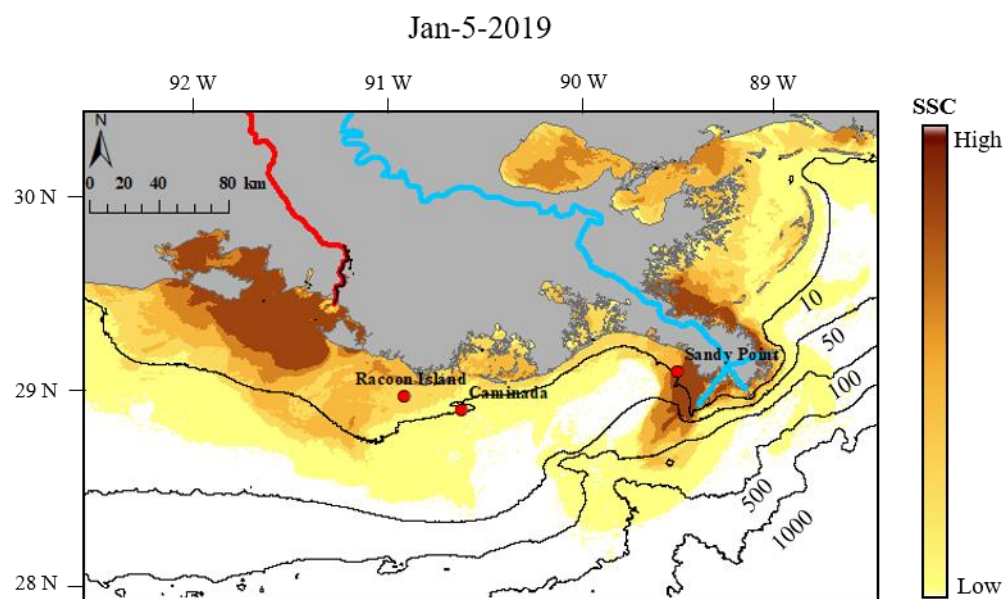 Jan-5-2019
92 W 91 W 90 W 89 W
SSC
N
High
0 20 40 80 km
30 N
10
50
Sandy Point
29 N
Racoon Island
100
Caminada
500
1000
28 N
Low